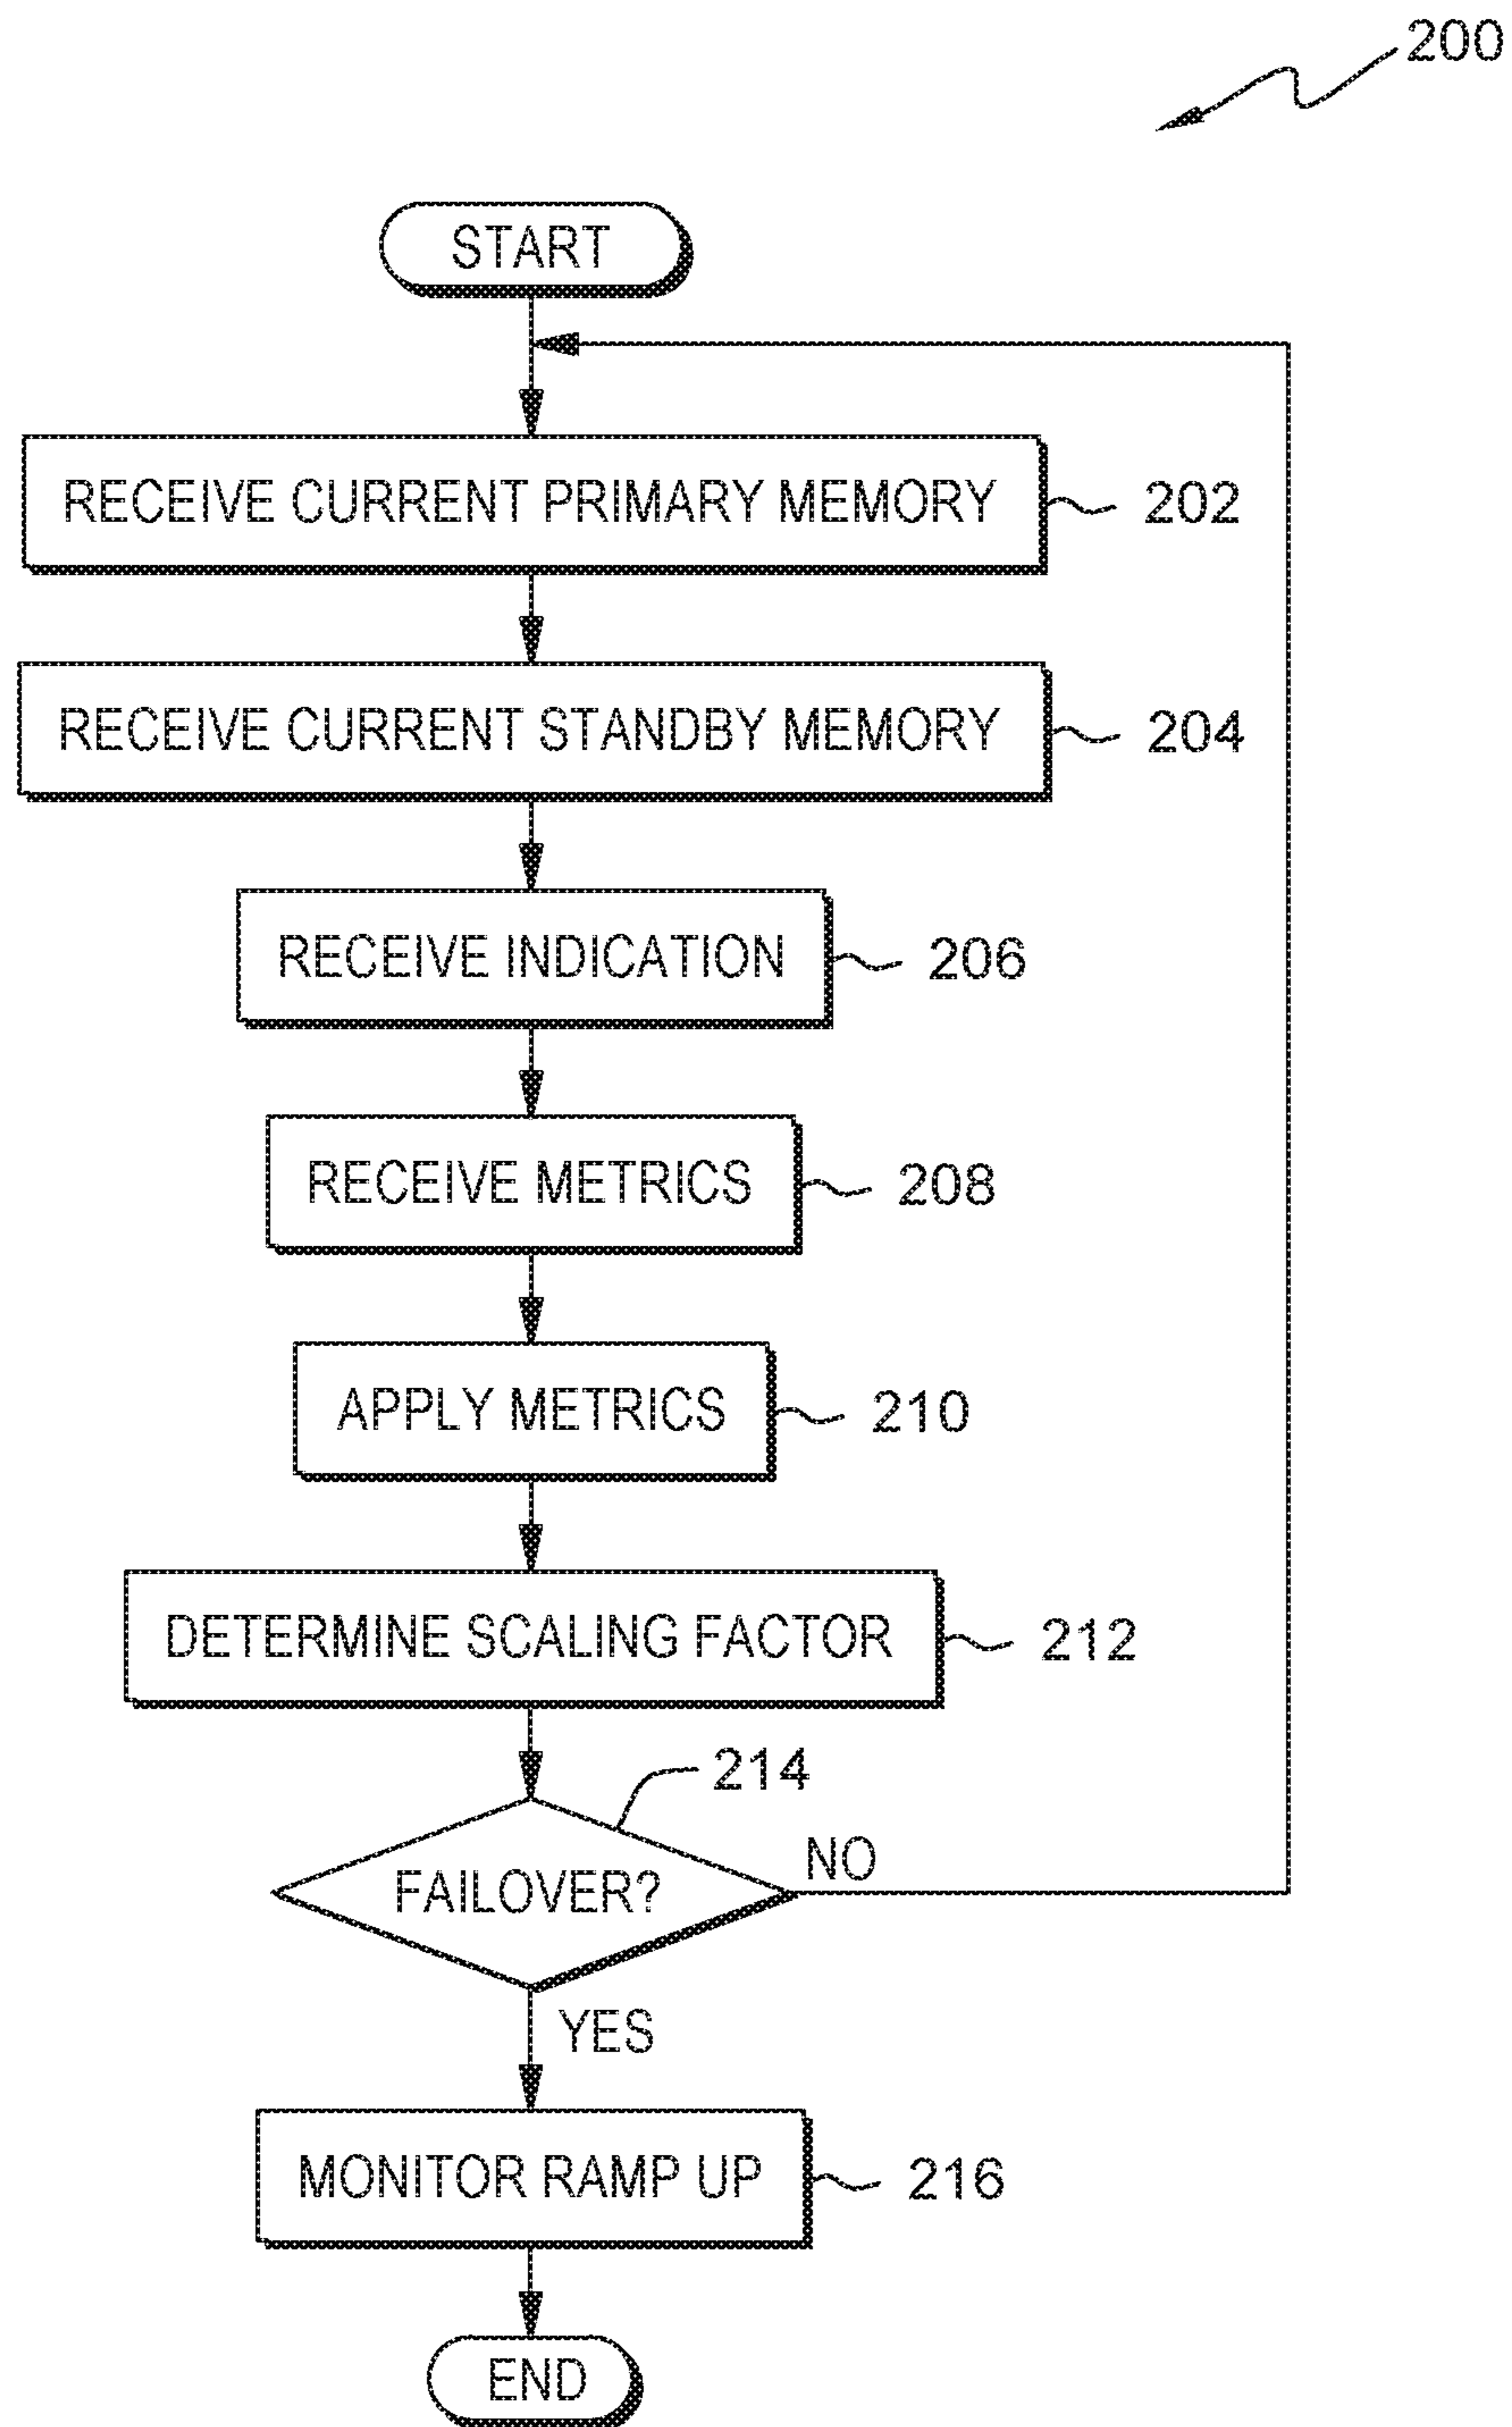 200
START
RECEIVE CURRENT PRIMARY MEMORY
202
RECEIVE CURRENT STANDBY MEMORY
204
RECEIVE INDICATION
206
RECEIVE METRICS
208
APPLY METRICS
210
DETERMINE SCALING FACTOR
212
214
FAILOVER?
NO
YES
MONITOR RAMP UP
216
END